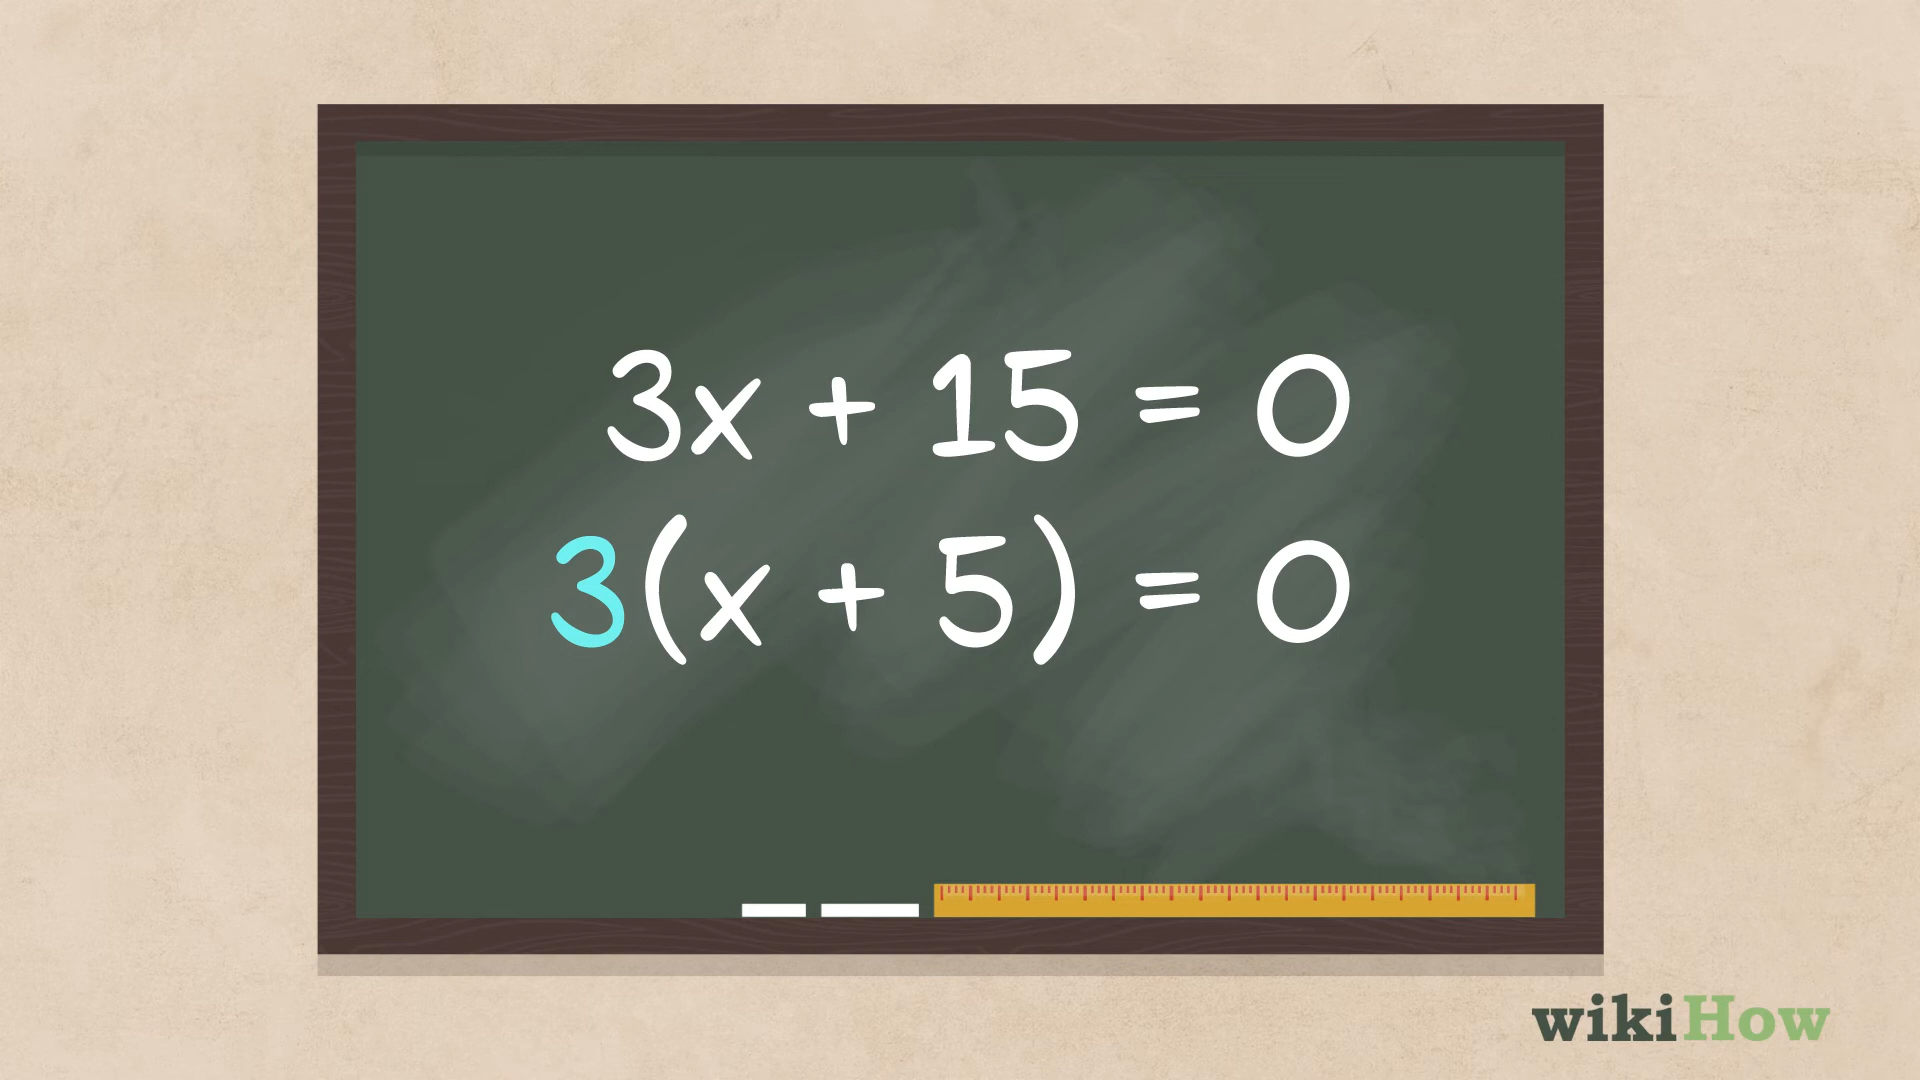 3x + 15 = 0
3(x + 5) = 0
wikiHow